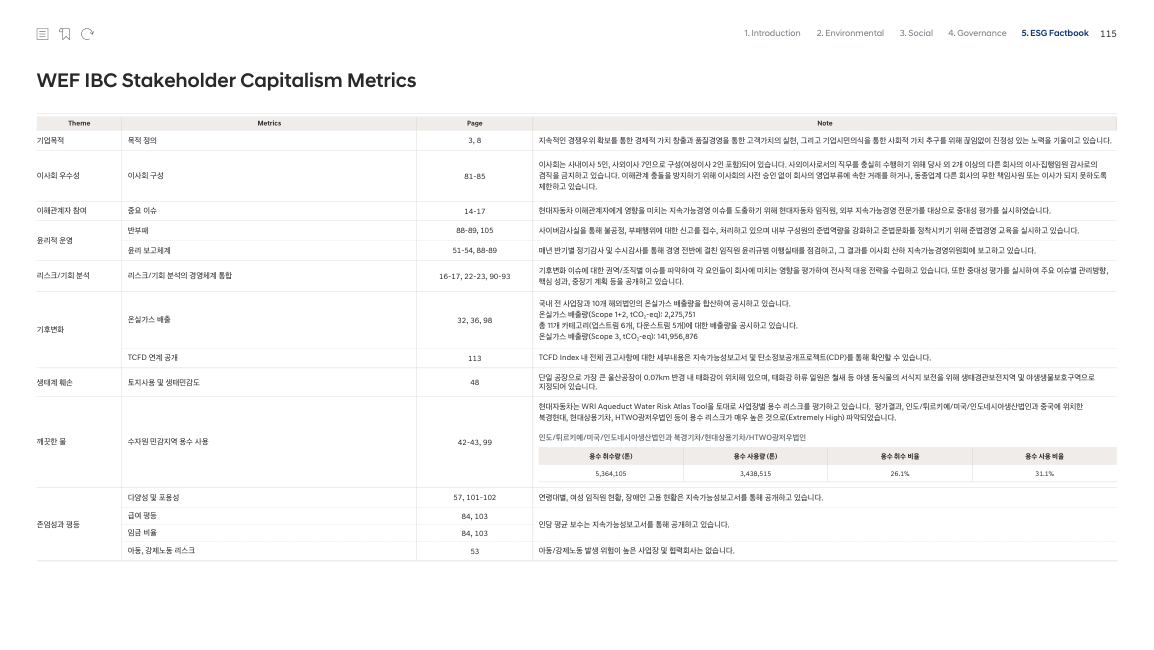 1. Introduction 2. Environmental 3. Social 4. Governance 5. ESG Factbook 115
WEF IBC Stakeholder Capitalism Metrics
Theme Metrics Page Note
기업목적 목적 정의 3, 8 지속적인 경쟁우위 확보를 통한 경제적 가치 창출과 품질경영을 통한 고객가치의 실현, 그리고 기업시민의식을 통한 사회적 가치 추구를 위해 끊임없이 진정성 있는 노력을 기울이고 있습니다.
이사회 우수성 이사회 구성 81-85 이사회는 사내이사 5인, 사외이사 7인으로 구성(여성이사 2인 포함)되어 있습니다. 사외이사로서의 직무를 충실히 수행하기 위해 당사 외 2개 이상의 다른 회사의 이사·집행임원 감사로의
겸직을 금지하고 있습니다. 이해관계 충돌을 방지하기 위해 이사회의 사전 승인 없이 회사의 영업부류에 속한 거래를 하거나, 동종업계 다른 회사의 무한 책임사원 또는 이사가 되지 못하도록
제한하고 있습니다.
이해관계자 참여 중요 이슈 14-17 현대자동차 이해관계자에게 영향을 미치는 지속가능경영 이슈를 도출하기 위해 현대자동차 임직원, 외부 지속가능경영 전문가를 대상으로 중대성 평가를 실시하였습니다.
윤리적 운영 반부패 88-89, 105 사이버감사실을 통해 불공정, 부패행위에 대한 신고를 접수, 처리하고 있으며 내부 구성원의 준법역량을 강화하고 준법문화를 정착시키기 위해 준법경영 교육을 실시하고 있습니다.
윤리 보고체계 51-54, 88-89 매년 반기별 정기감사 및 수시감사를 통해 경영 전반에 걸친 임직원 윤리규범 이행실태를 점검하고, 그 결과를 이사회 산하 지속가능경영위원회에 보고하고 있습니다.
리스크/기회 분석 리스크/기회 분석의 경영체계 통합 16-17, 22-23, 90-93 기후변화 이슈에 대한 권역/조직별 이슈를 파악하여 각 요인들이 회사에 미치는 영향을 평가하여 전사적 대응 전략을 수립하고 있습니다. 또한 중대성 평가를 실시하여 주요 이슈별 관리방향,
핵심 성과, 중장기 계획 등을 공개하고 있습니다.
기후변화 온실가스 배출 32, 36, 98 국내 전 사업장과 10개 해외법인의 온실가스 배출량을 합산하여 공시하고 있습니다.
온실가스 배출량(Scope 1+2, tCO₂-eq): 2,275,751
총 11개 카테고리(업스트림 6개, 다운스트림 5개)에 대한 배출량을 공시하고 있습니다.
온실가스 배출량(Scope 3, tCO₂-eq): 141,956,876
TCFD 연계 공개 113 TCFD Index 내 전체 권고사항에 대한 세부내용은 지속가능성보고서 및 탄소정보공개프로젝트(CDP)를 통해 확인할 수 있습니다.
생태계 훼손 토지사용 및 생태민감도 48 단일 공장으로 가장 큰 울산공장이 0.07km 반경 내 태화강이 위치해 있으며, 태화강 하류 일원은 철새 등 야생 동식물의 서식지 보전을 위해 생태경관보전지역 및 야생생물보호구역으로
지정되어 있습니다.
깨끗한 물 수자원 민감지역 용수 사용 42-43, 99 현대자동차는 WRI Aqueduct Water Risk Atlas Tool을 토대로 사업장별 용수 리스크를 평가하고 있습니다. 평가결과, 인도/튀르키예/미국/인도네시아생산법인과 중국에 위치한
북경현대, 현대상용기차, HTWO광저우법인 등이 용수 리스크가 매우 높은 것으로(Extremely High) 파악되었습니다.
인도/튀르키예/미국/인도네시아생산법인과 북경기차/현대상용기차/HTWO광저우법인
용수 취수량 (톤) 용수 사용량 (톤) 용수 취수 비율 용수 사용 비율
5,364,105 3,438,515 26.1% 31.1%
존엄성과 평등 다양성 및 포용성 57, 101-102 연령대별, 여성 임직원 현황, 장애인 고용 현황은 지속가능성보고서를 통해 공개하고 있습니다.
급여 평등 84, 103 인당 평균 보수는 지속가능성보고서를 통해 공개하고 있습니다.
임금 비율 84, 103
아동, 강제노동 리스크 53 아동/강제노동 발생 위험이 높은 사업장 및 협력회사는 없습니다.